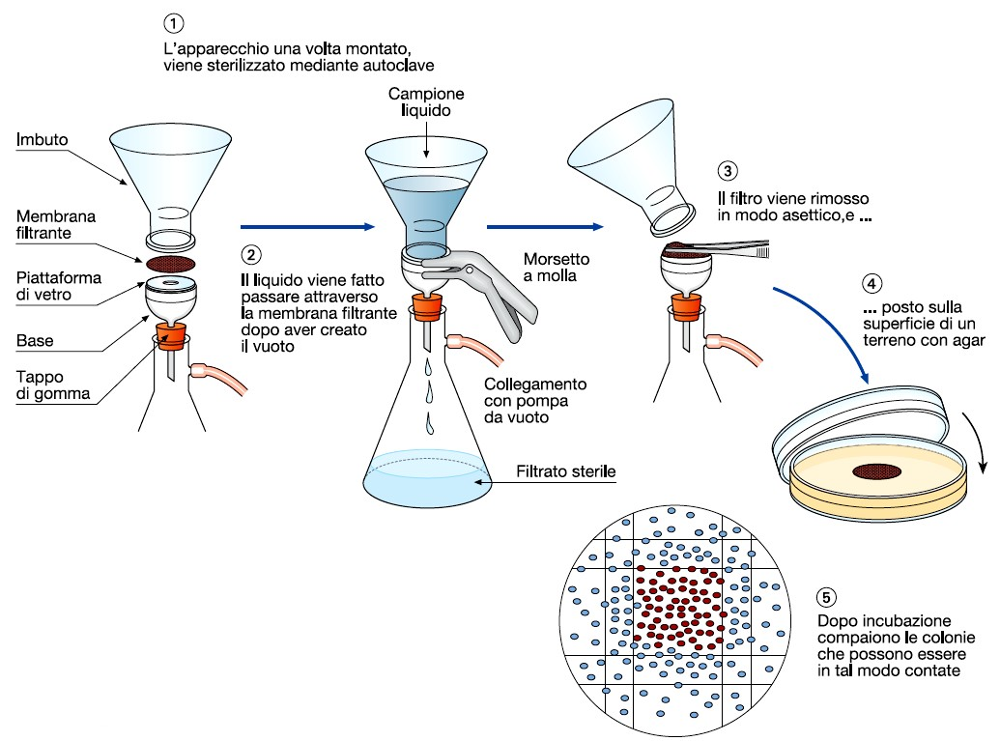 1
L'apparecchio una volta montato,
viene sterilizzato mediante autoclave
Imbuto
Membrana
filtrante
Piattaforma
di vetro
Base
Tappo
di gomma
2
Il liquido viene fatto
passare attraverso
la membrana filtrante
dopo aver creato
il vuoto
Campione
liquido
Morsetto
a molla
Collegamento
con pompa
da vuoto
Filtrato sterile
3
Il filtro viene rimosso
in modo asettico,e ...
4
... posto sulla
superficie di un
terreno con agar
5
Dopo incubazione
compaiono le colonie
che possono essere
in tal modo contate